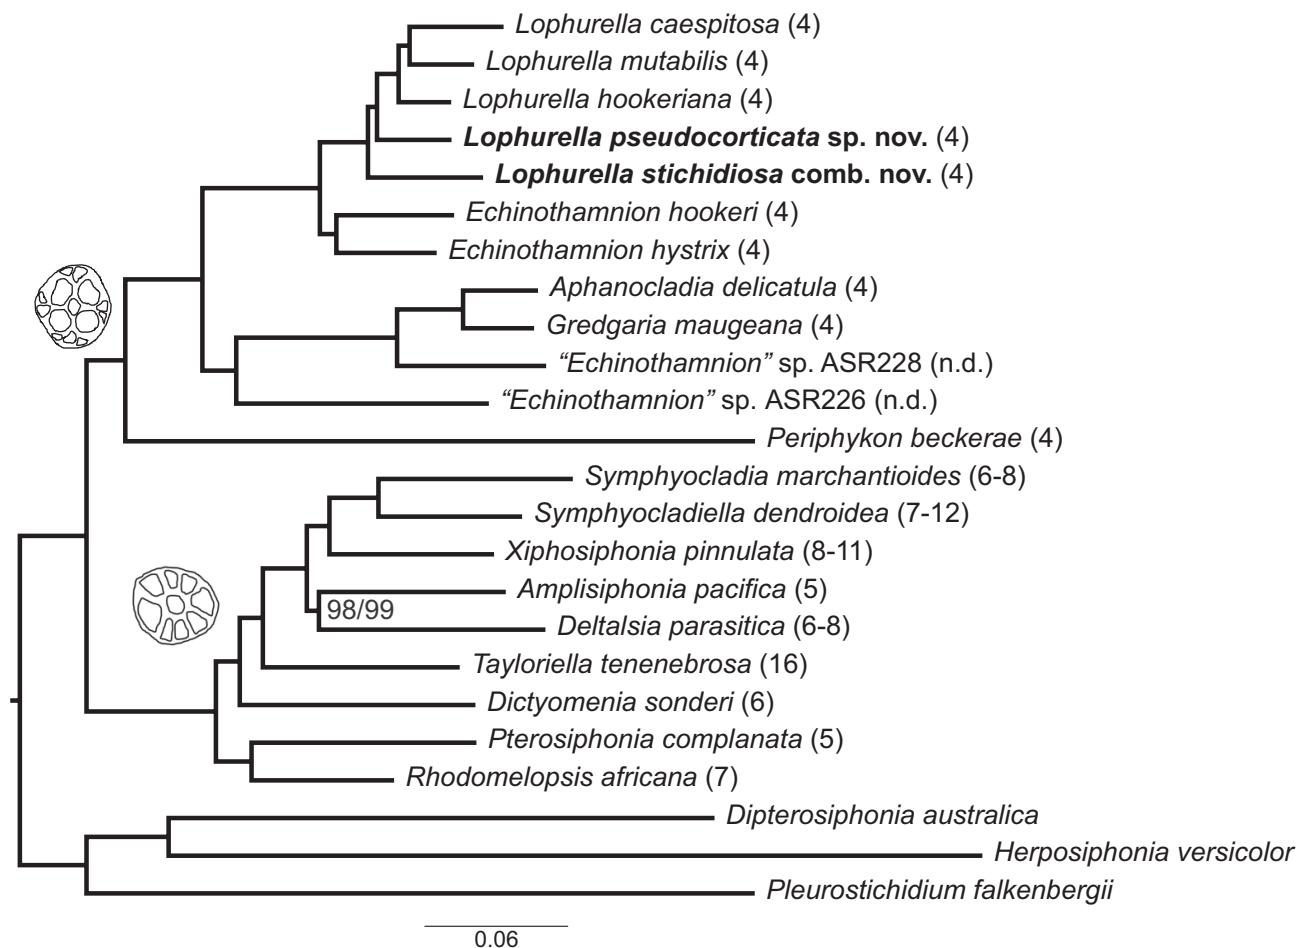 Lophurella caespitosa (4)
Lophurella mutabilis (4)
Lophurella hookeriana (4)
Lophurella pseudocorticata sp. nov. (4)
Lophurella stichidiosa comb. nov. (4)
Echinothamnion hookeri (4)
Echinothamnion hystrix (4)
Aphanocladia delicatula (4)
Gredgaria maugeana (4)
“Echinothamnion” sp. ASR228 (n.d.)
“Echinothamnion” sp. ASR226 (n.d.)
Periphykon beckerae (4)
Symphyocladia marchantioides (6-8)
Symphyocladiella dendroidea (7-12)
Xiphosiphonia pinnulata (8-11)
Amplisiphonia pacifica (5)
98/99
Deltalsia parasitica (6-8)
Tayloriella tenenebrosa (16)
Dictyomenia sonderi (6)
Pterosiphonia complanata (5)
Rhodomelopsis africana (7)
Dipterosiphonia australica
Herposiphonia versicolor
Pleurostichidium falkenbergii
0.06